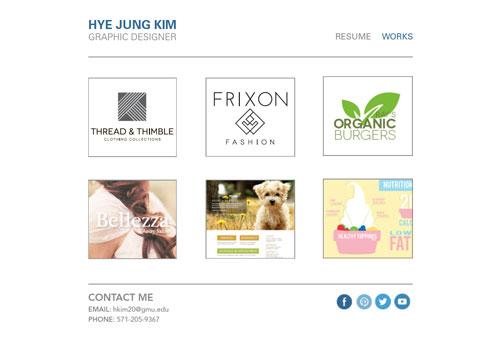 HYE JUNG KIM
GRAPHIC DESIGNER
RESUME WORKS
THREAD & THIMBLE
CLOTHING COLLECTIONS
FRIXON
FASHION
ORGANIC
BURGERS
Bellezza
NUTRITION
HEALTHY TOPPINGS
LOW
FAT
CONTACT ME
EMAIL: hkim20@gmu.edu
PHONE: 571-205-9367